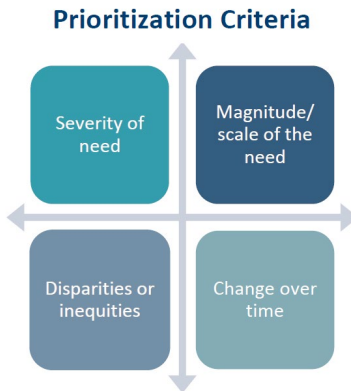 Prioritization Criteria
Severity of
need
Magnitude/
scale of the
need
Disparities or
inequities
Change over
time